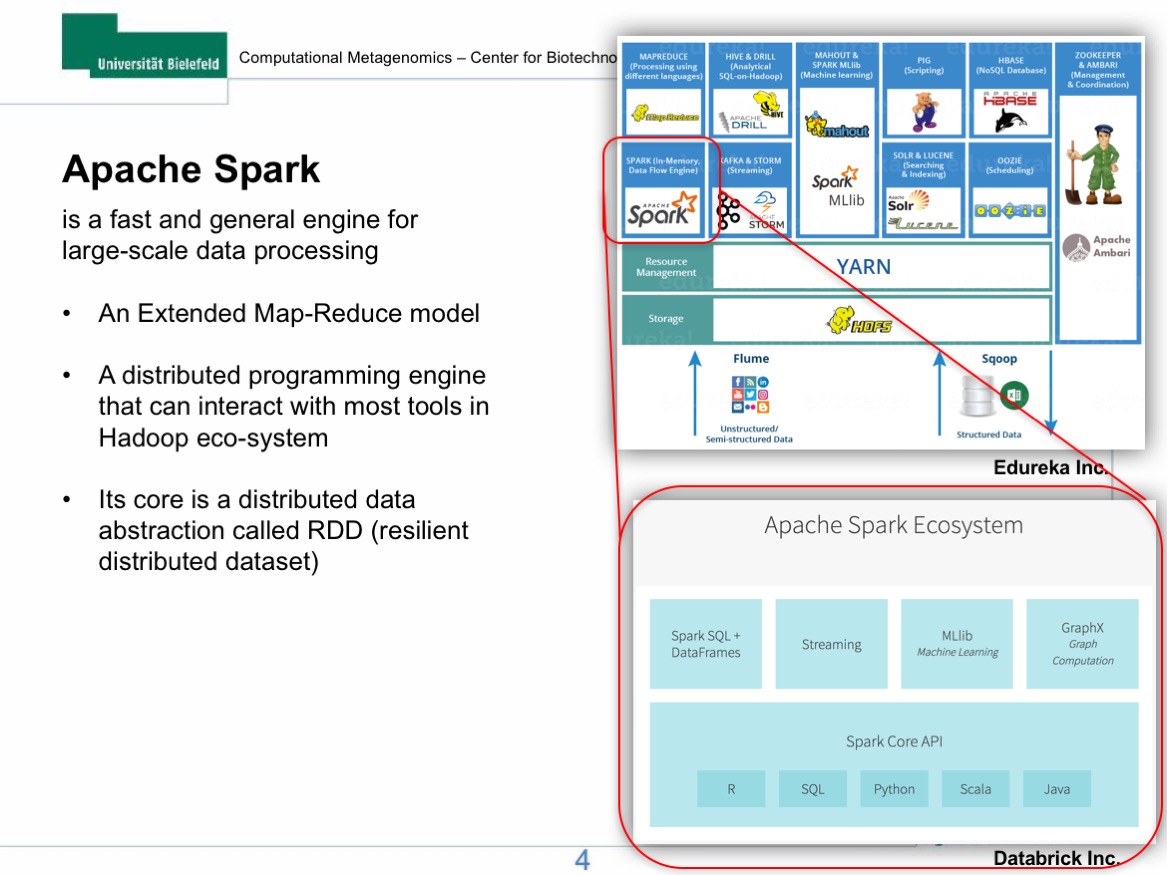 Universität Bielefeld
Computational Metagenomics – Center for Biotechno
Apache Spark
is a fast and general engine for
large-scale data processing
• An Extended Map-Reduce model
• A distributed programming engine
that can interact with most tools in
Hadoop eco-system
• Its core is a distributed data
abstraction called RDD (resilient
distributed dataset)
MAPREDUCE
(Processing using
different languages)
Map Reduce
HIVE & DRILL
(Analytical
SQL-on-Hadoop)
HIVE
APACHE
DRILL
MAHOUT &
SPARK MLlib
(Machine learning)
mahout
Spark
MLlib
PIG
(Scripting)
HBASE
(NoSQL Database)
APACHE
HBASE
ZOOKEEPER
& AMBARI
(Management
& Coordination)
Apache
Ambari
SPARK (In-Memory,
Data Flow Engine)
APACHE
Spark
KAFKA & STORM
(Streaming)
APACHE
STORM
SOLR & LUCENE
(Searching
& Indexing)
Apache
Solr
Lucene
OOZIE
(Scheduling)
OOZIE
Resource
Management
YARN
Storage
HDFS
Flume
Unstructured/
Semi-structured Data
Sqoop
Structured Data
Edureka Inc.
Apache Spark Ecosystem
Spark SQL +
DataFrames
Streaming
MLlib
Machine Learning
GraphX
Graph
Computation
Spark Core API
R SQL Python Scala Java
Databrick Inc.
4